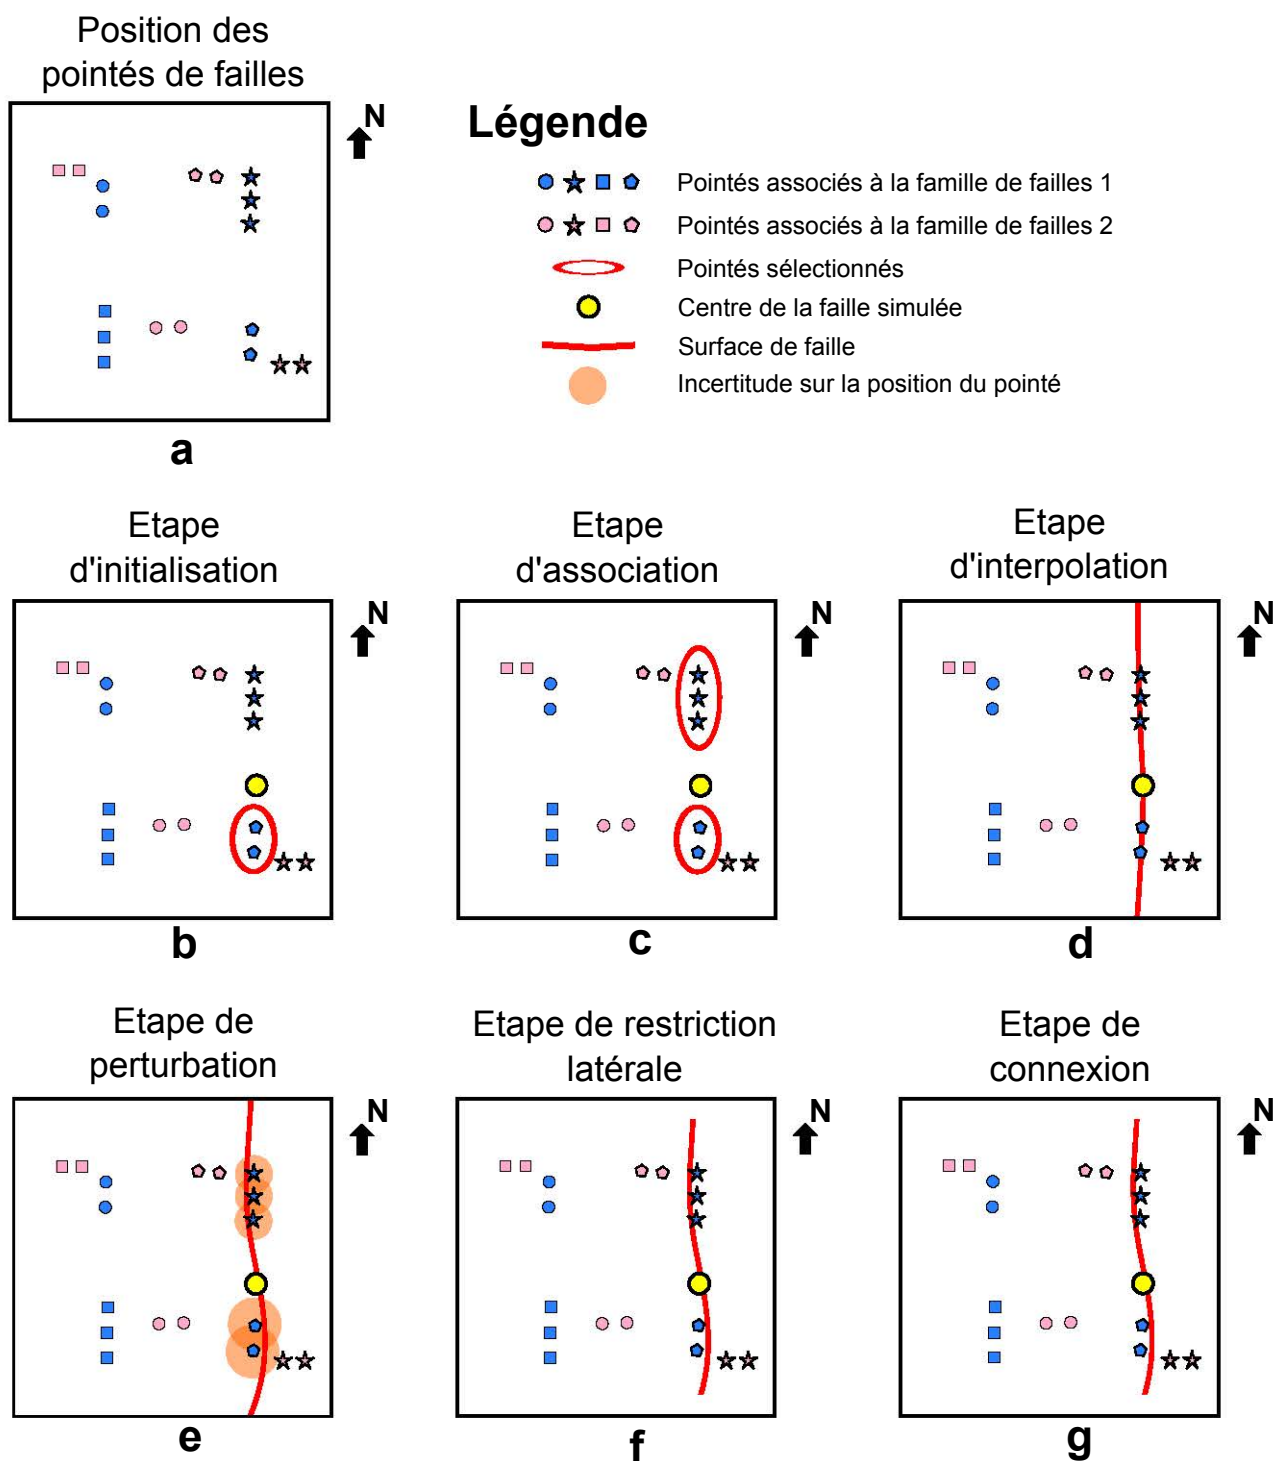 Position des
pointés de failles
N
a
Légende
Pointés associés à la famille de failles 1
Pointés associés à la famille de failles 2
Pointés sélectionnés
Centre de la faille simulée
Surface de faille
Incertitude sur la position du pointé
Etape
d'initialisation
N
b
Etape
d'association
N
c
Etape
d'interpolation
N
d
Etape de
perturbation
N
e
Etape de restriction
latérale
N
f
Etape de
connexion
N
g